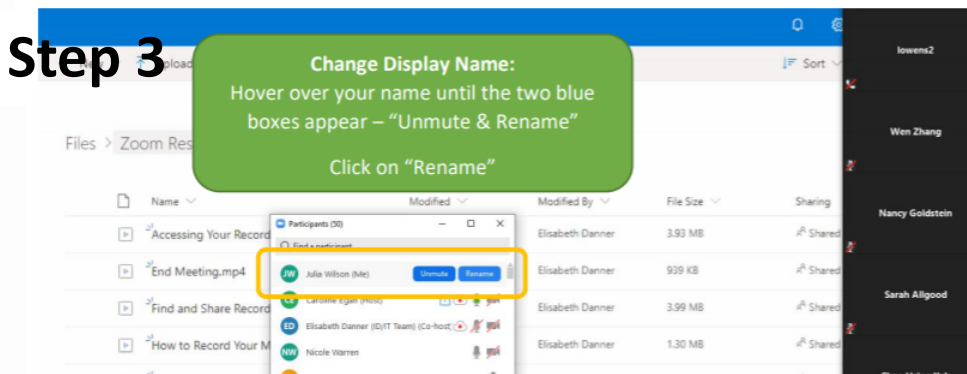 Step 3
Change Display Name:
Hover over your name until the two blue
boxes appear – “Unmute & Rename”
Click on “Rename”
Sort
Files > Zoom Res
Name
Modified
Modified By
File Size
Sharing
Accessing Your Record
Elisabeth Danner
3.93 MB
Shared
End Meeting.mp4
Elisabeth Danner
939 KB
Shared
Find and Share Record
Elisabeth Danner
3.99 MB
Shared
How to Record Your M
Elisabeth Danner
1.30 MB
Shared
Participants (50)
Find a participant
JW Julia Wilson (Me) Unmute Rename
CE Caroline Egan (Host)
ED Elisabeth Danner (ID/IT Team) (Co-host)
NW Nicole Warren
lowens2
Wen Zhang
Nancy Goldstein
Sarah Allgood